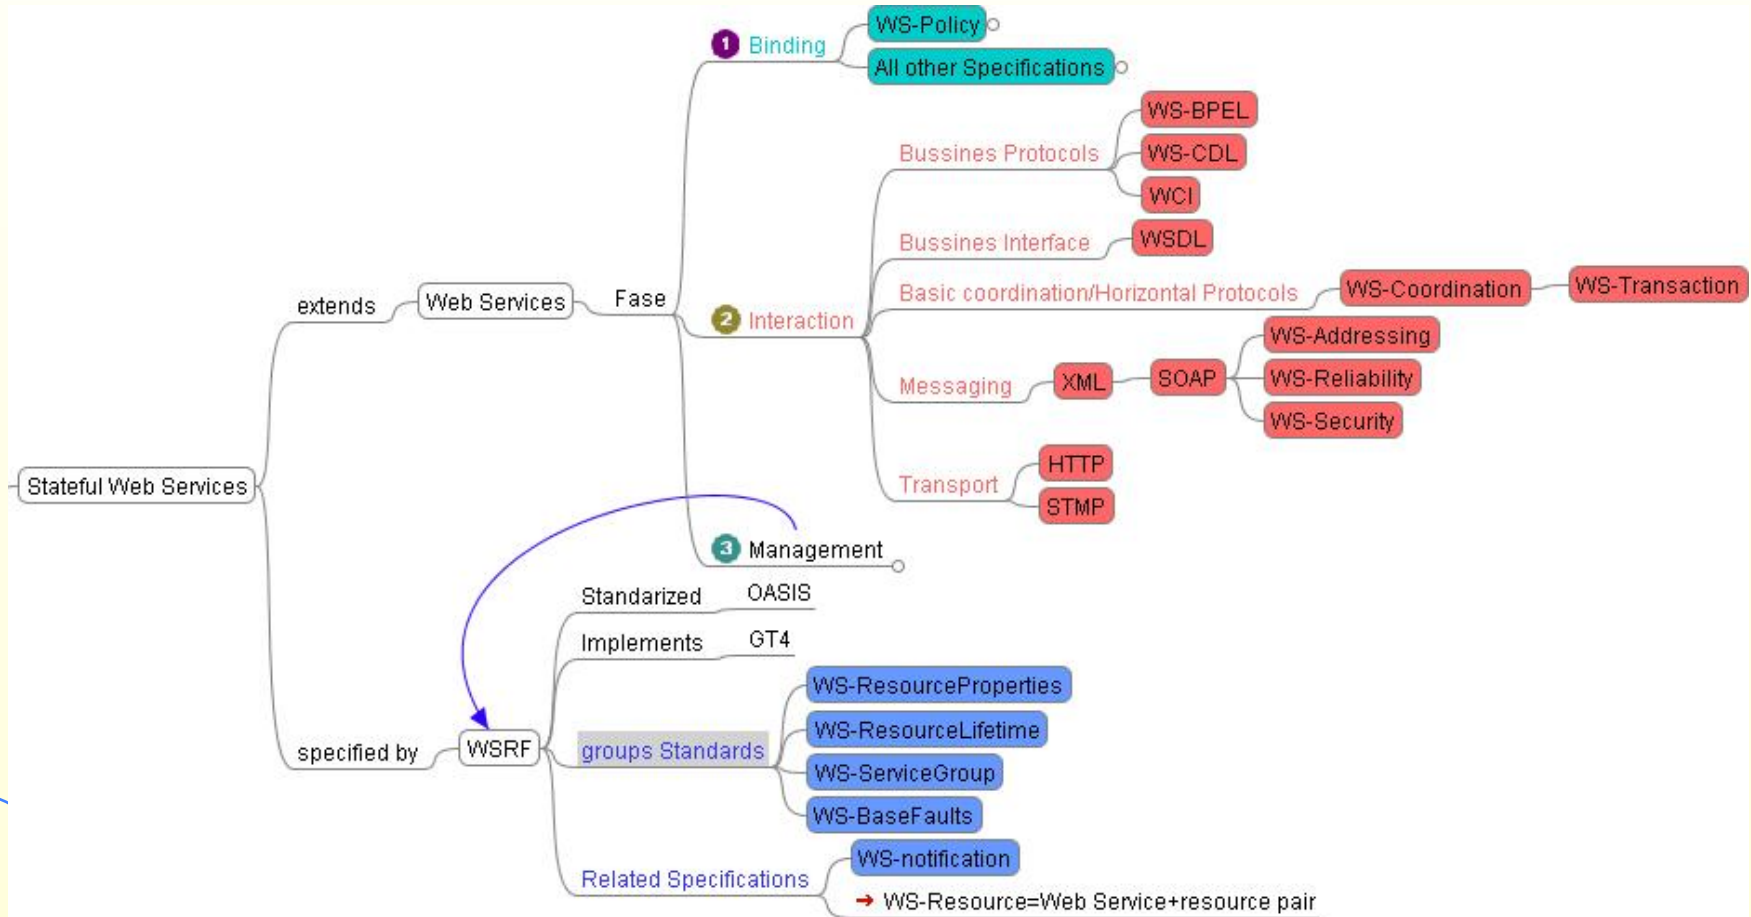 Stateful Web Services
extends
Web Services
Fase
1 Binding
WS-Policy
All other Specifications
2 Interaction
Bussines Protocols
WS-BPEL
WS-CDL
WCI
Bussines Interface
WSDL
Basic coordination/Horizontal Protocols
WS-Coordination
WS-Transaction
Messaging
XML
SOAP
WS-Addressing
WS-Reliability
WS-Security
Transport
HTTP
STMP
3 Management
specified by
WSRF
Standarized
OASIS
Implements
GT4
groups Standards
WS-ResourceProperties
WS-ResourceLifetime
WS-ServiceGroup
WS-BaseFaults
Related Specifications
WS-notification
WS-Resource=Web Service+resource pair